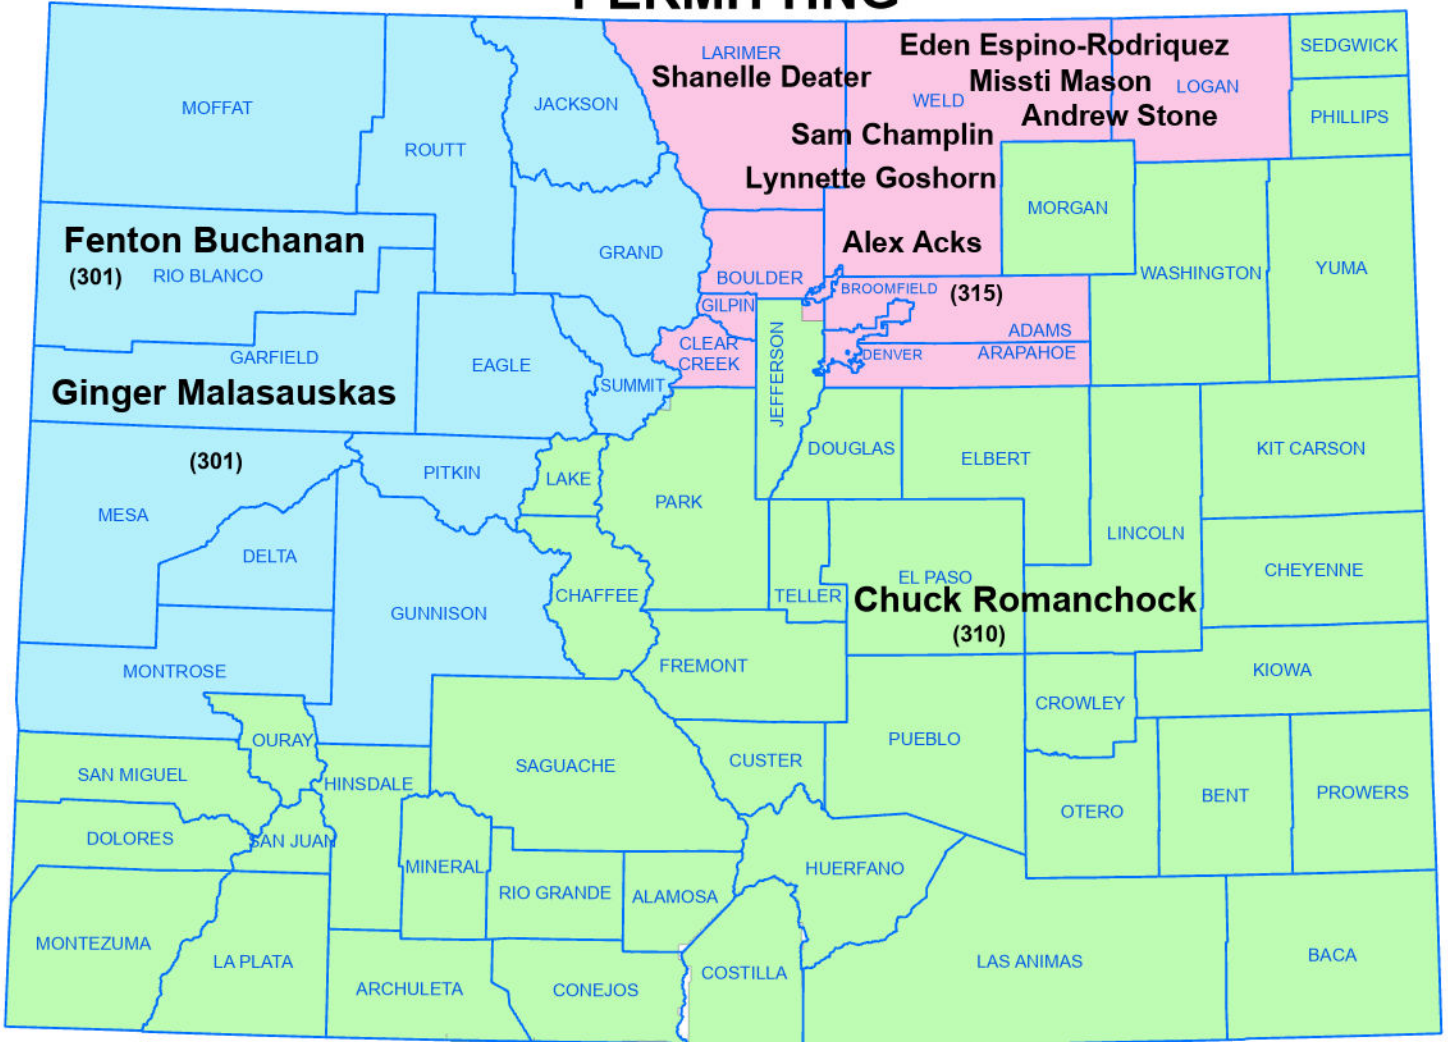 PERMITTING
LARIMER
Eden Espino-Rodriquez
SEDGWICK
Shanelle Deater
Missti Mason
LOGAN
MOFFAT
JACKSON
WELD
Andrew Stone
PHILLIPS
ROUTT
Sam Champlin
Lynnette Goshorn
MORGAN
Fenton Buchanan
GRAND
Alex Acks
(301)
RIO BLANCO
BOULDER
WASHINGTON
YUMA
BROOMFIELD
(315)
GILPIN
ADAMS
GARFIELD
EAGLE
CLEAR
CREEK
JEFFERSON
DENVER
ARAPAHOE
Ginger Malasauskas
SUMMIT
(301)
PITKIN
LAKE
DOUGLAS
ELBERT
KIT CARSON
MESA
PARK
LINCOLN
DELTA
CHEYENNE
GUNNISON
CHAFFEE
TELLER
EL PASO
Chuck Romanchock
(310)
MONTROSE
FREMONT
KIOWA
CROWLEY
OURAY
PUEBLO
SAN MIGUEL
HINSDALE
SAGUACHE
CUSTER
OTERO
BENT
PROWERS
DOLORES
SAN JUAN
MINERAL
RIO GRANDE
ALAMOSA
HUERFANO
MONTEZUMA
LA PLATA
ARCHULETA
CONEJOS
COSTILLA
LAS ANIMAS
BACA